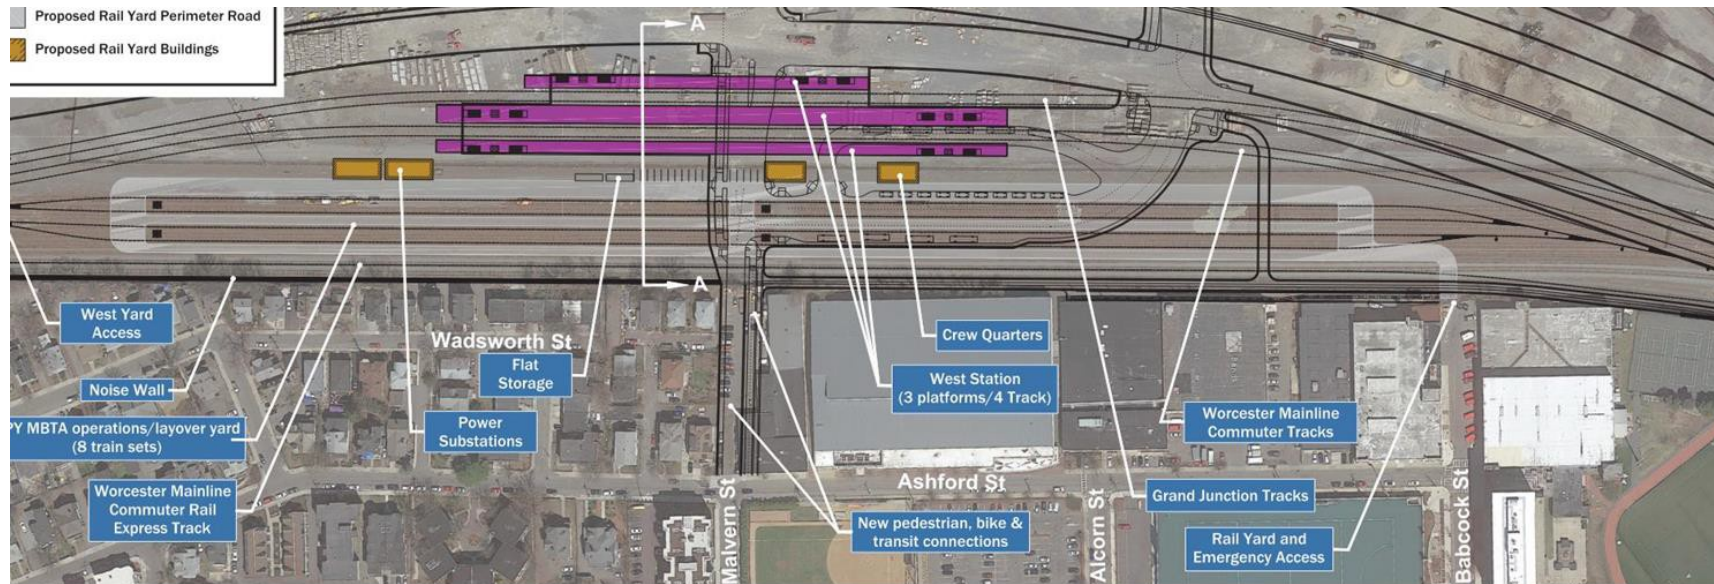 Proposed Rail Yard Perimeter Road
Proposed Rail Yard Buildings
A
A
West Yard
Access
Wadsworth St
Noise Wall
Flat
Storage
Crew Quarters
West Station
(3 platforms/4 Track)
PY MBTA operations/layover yard
(8 train sets)
Power
Substations
Worcester Mainline
Commuter Tracks
Worcester Mainline
Commuter Rail
Express Track
Malvern St
Ashford St
New pedestrian, bike &
transit connections
Alcorn St
Grand Junction Tracks
Rail Yard and
Emergency Access
Babcock St